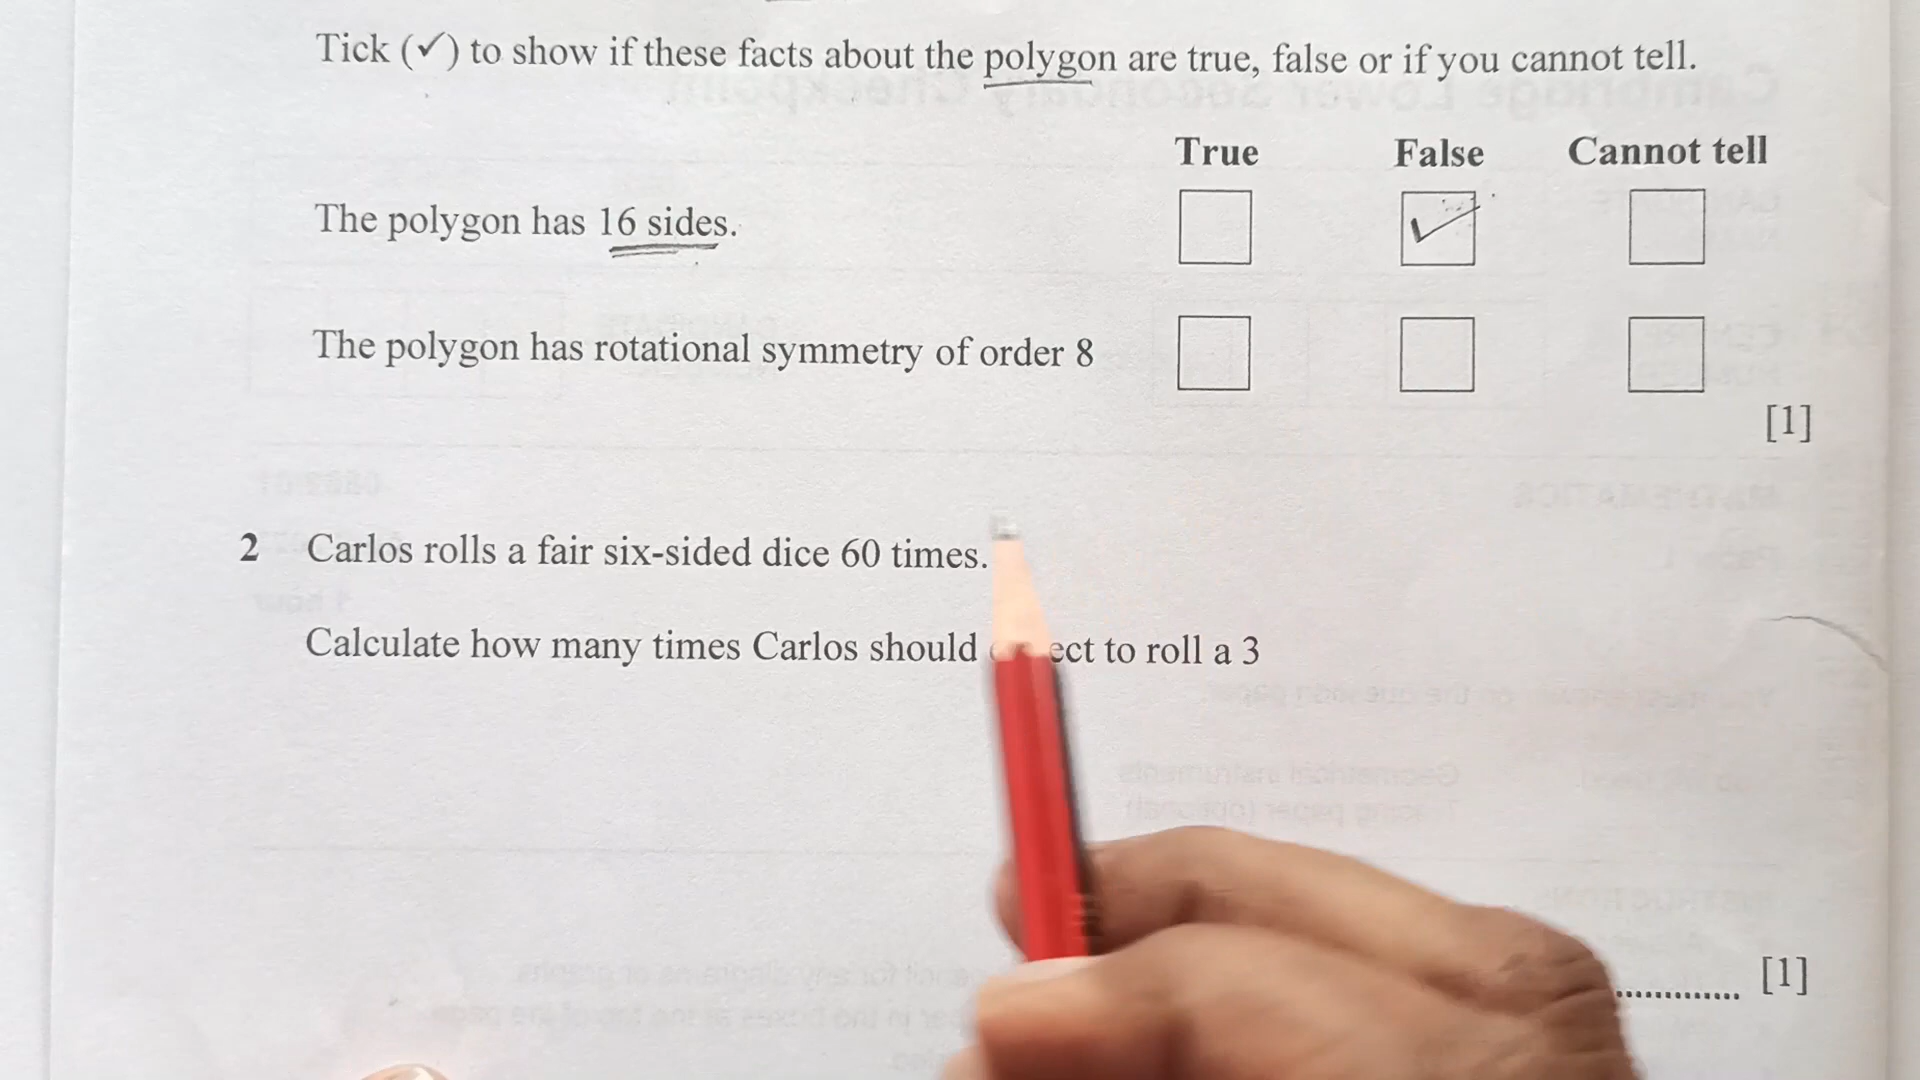 Tick (✓) to show if these facts about the polygon are true, false or if you cannot tell.
True False Cannot tell
The polygon has 16 sides.
The polygon has rotational symmetry of order 8
[1]
2 Carlos rolls a fair six-sided dice 60 times.
Calculate how many times Carlos should ect to roll a 3
[1]